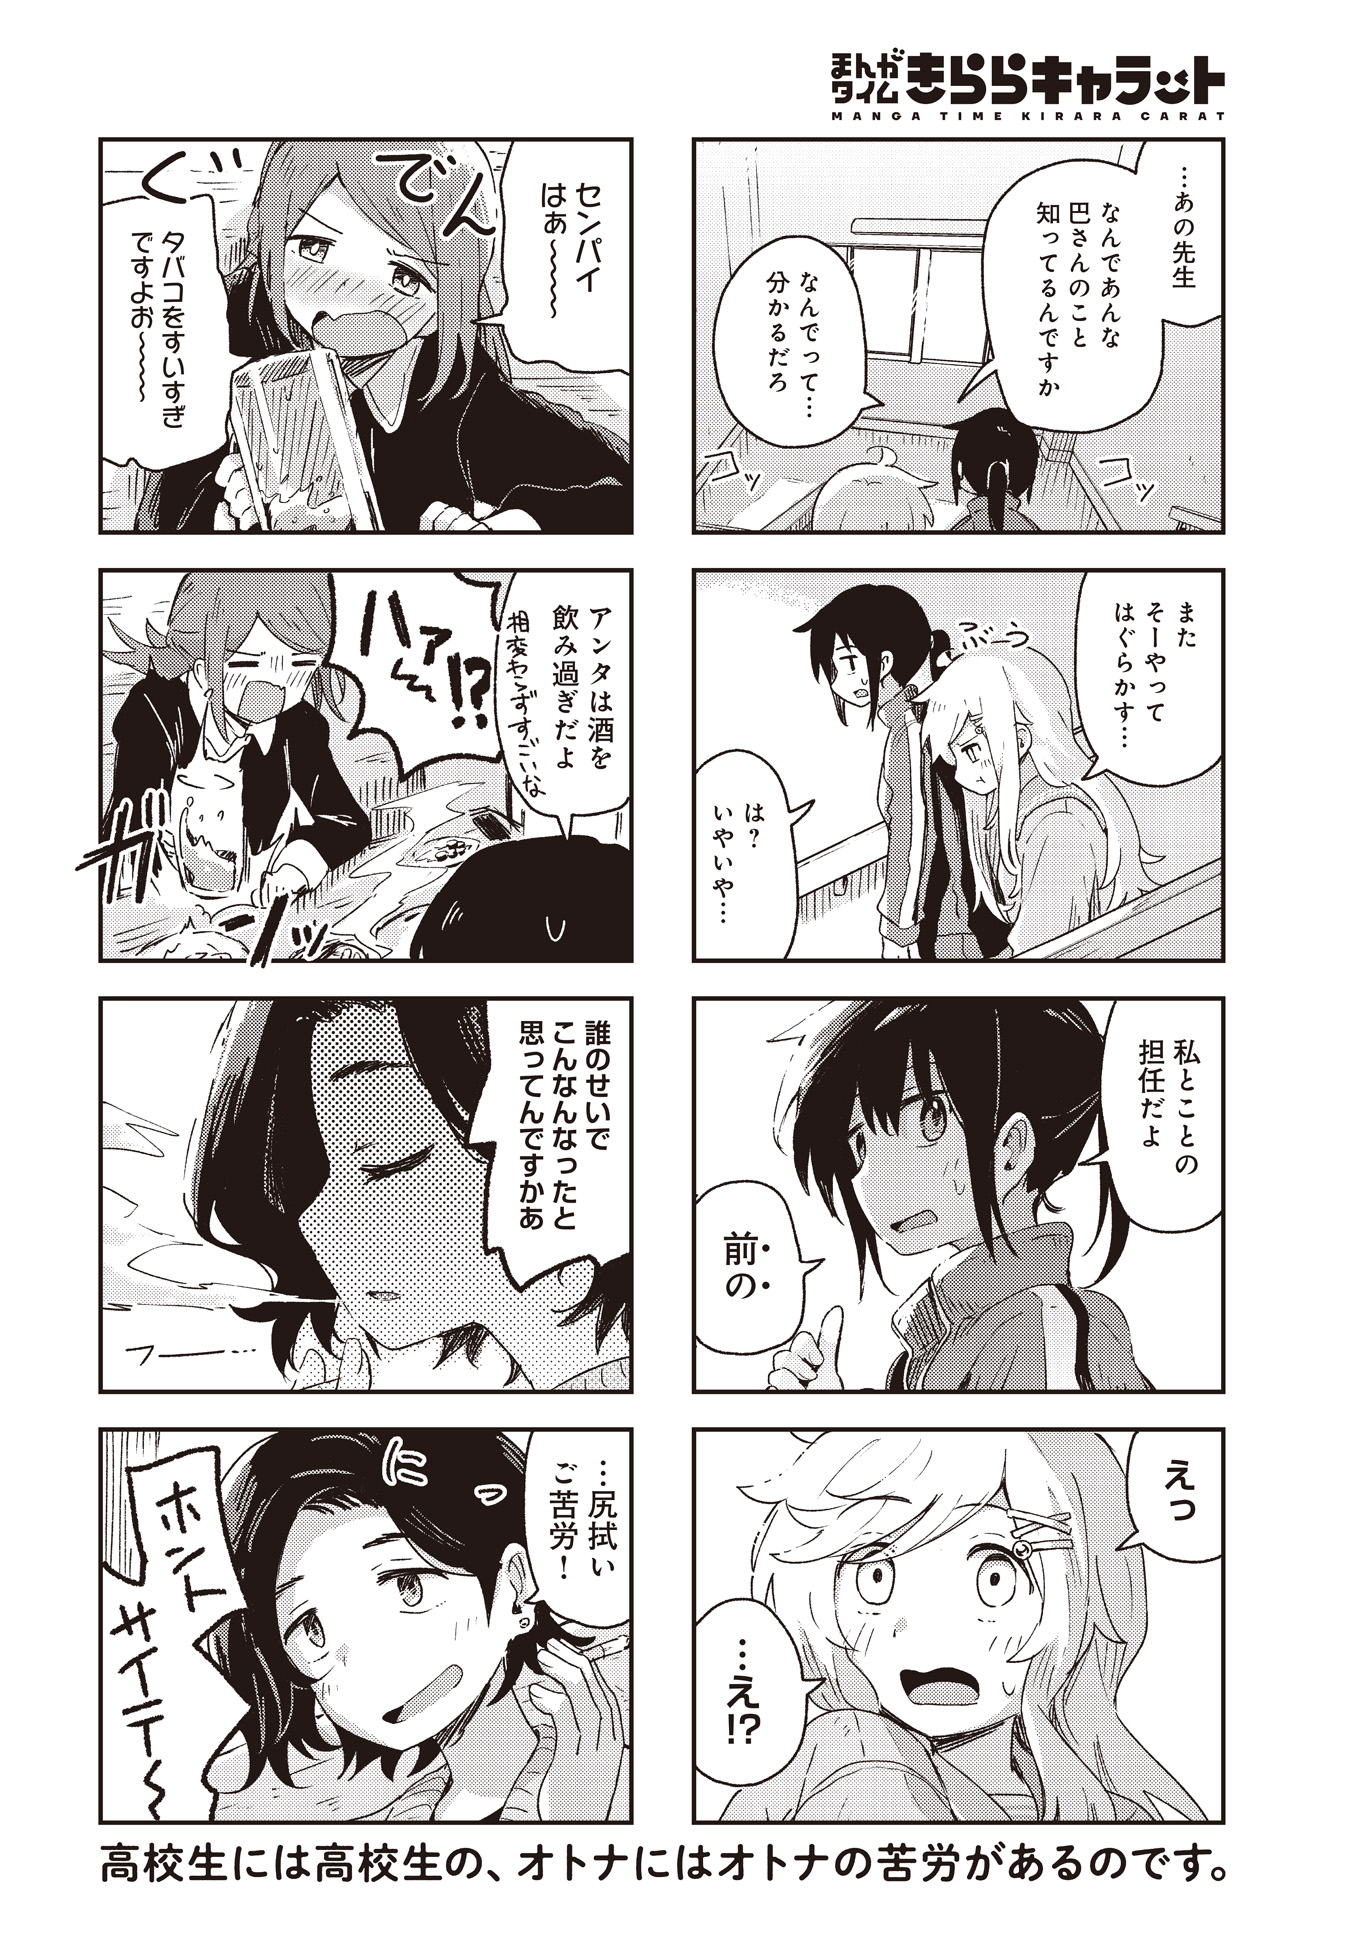 まんが
タイム
きららキャラット
MANGA TIME KIRARA CARAT
…あの先生
なんであんな
巴さんのこと
知ってるんですか
なんでって…
分かるだろ
コッ
コツ
また
そーやって
はぐらかす…
ぶーう
は？
いやいや…
私とことの
担任だよ
前の
えっ
…え!?
センパイ
はぁ～～～
でん
ぐ
タバコをすいすぎ
ですよお～～～
アンタは酒を
飲み過ぎだよ
相変わらずすごいな
ハァ～!?
ガ
ンッ
誰のせいで
こんなんなったと
思ってんですかあ
フー…
…尻拭い
ご苦労！
にっ
ホント
サイテ～
高校生には高校生の、オトナにはオトナの苦労があるのです。